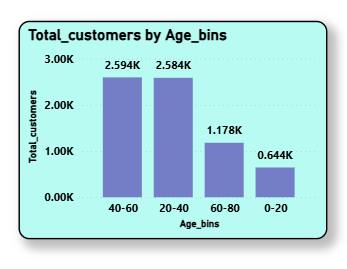 Total_customers by Age_bins
3.00K
2.594K 2.584K
2.00K
1.178K
1.00K
0.644K
0.00K
40-60 20-40 60-80 0-20
Total_customers
Age_bins